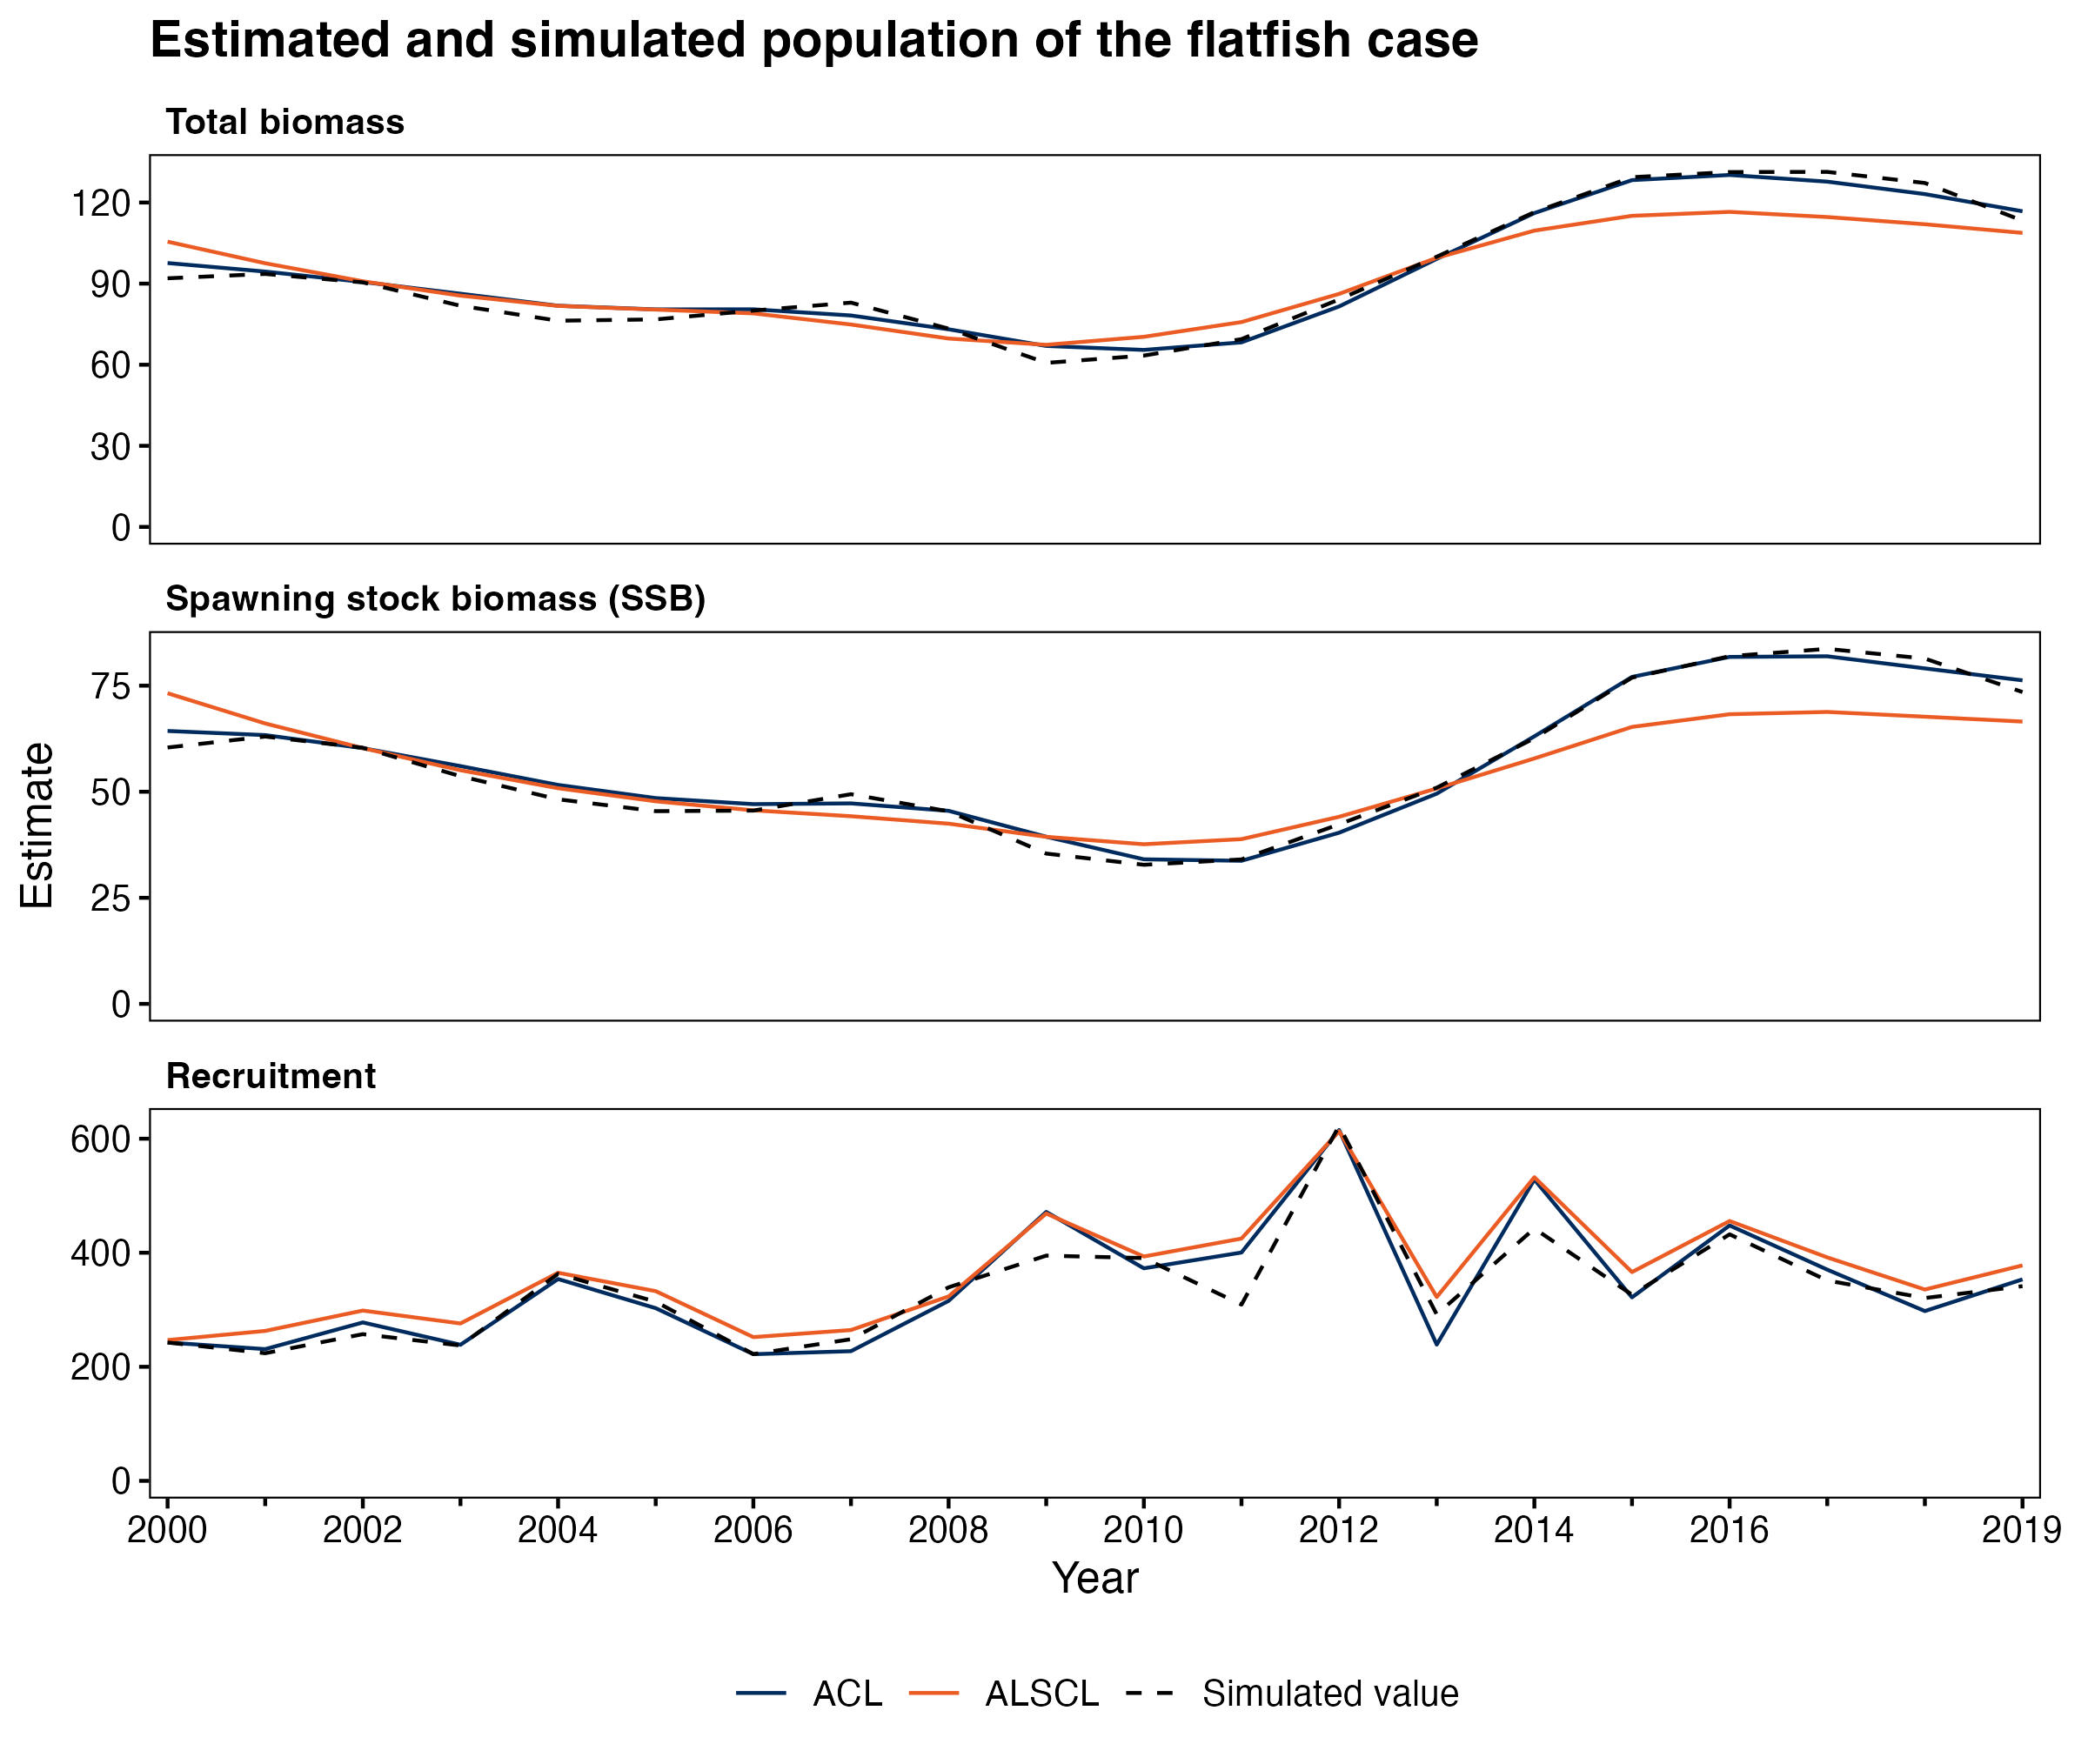 Estimated and simulated population of the flatfish case
Total biomass
120
90
60
30
0
Spawning stock biomass (SSB)
75
50
25
0
Estimate
Recruitment
600
400
200
0
2000 2002 2004 2006 2008 2010 2012 2014 2016 2019
Year
ACL ALSCL Simulated value